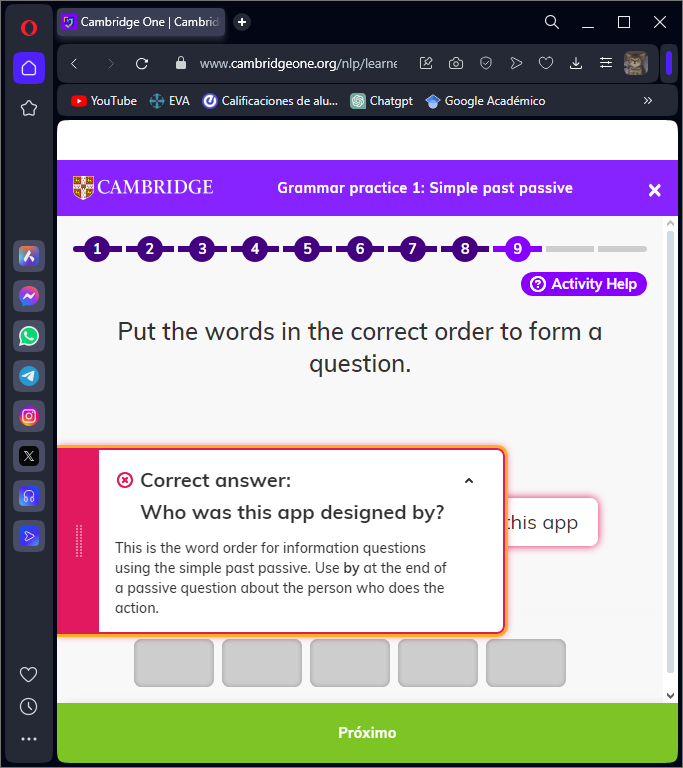 Cambridge One | Cambrid
www.cambridgeone.org/nlp/learne
YouTube
EVA
Calificaciones de alu...
Chatgpt
Google Académico
CAMBRIDGE
Grammar practice 1: Simple past passive
1 2 3 4 5 6 7 8 9
Activity Help
Put the words in the correct order to form a
question.
Correct answer:
Who was this app designed by?
This is the word order for information questions
using the simple past passive. Use by at the end of
a passive question about the person who does the
action.
this app
Próximo